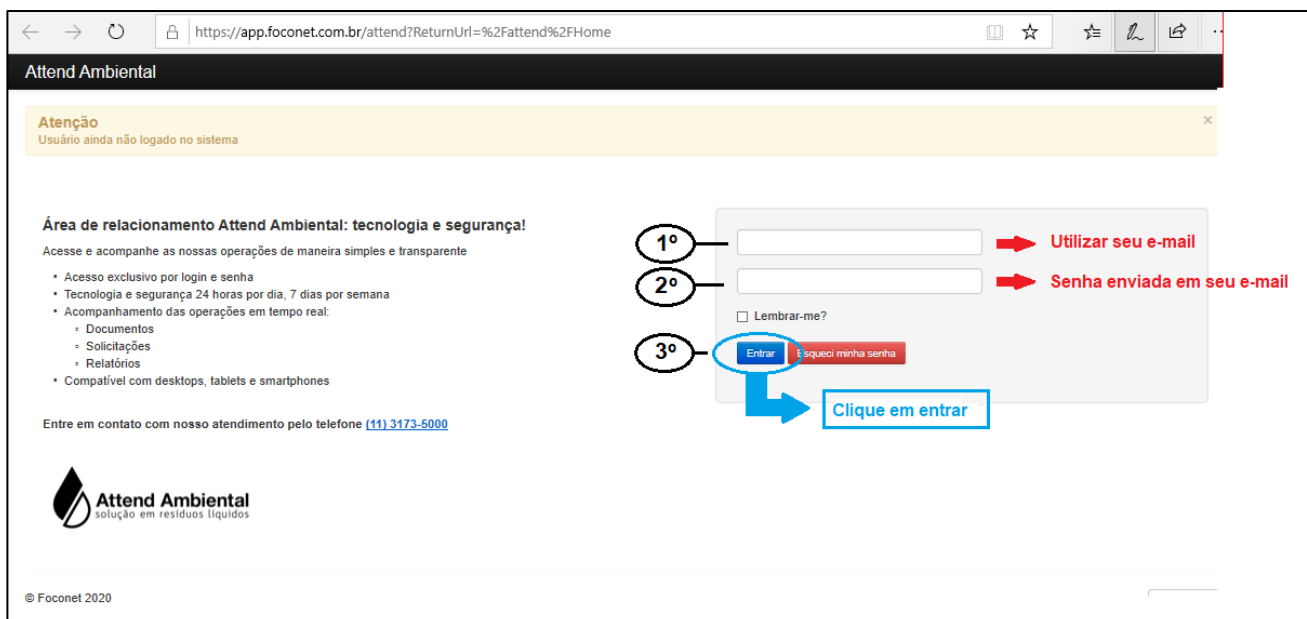 https://app.foconet.com.br/attend?ReturnUrl=%2Fattend%2FHome
Attend Ambiental
Atenção
Usuário ainda não logado no sistema
×
Área de relacionamento Attend Ambiental: tecnologia e segurança!
Acesse e acompanhe as nossas operações de maneira simples e transparente
• Acesso exclusivo por login e senha
• Tecnologia e segurança 24 horas por dia, 7 dias por semana
• Acompanhamento das operações em tempo real:
◦ Documentos
◦ Solicitações
◦ Relatórios
• Compatível com desktops, tablets e smartphones
Entre em contato com nosso atendimento pelo telefone (11) 3173-5000
Attend Ambiental
solução em resíduos líquidos
1º
Utilizar seu e-mail
2º
Senha enviada em seu e-mail
Lembrar-me?
3º
Entrar
Esqueci minha senha
Clique em entrar
© Foconet 2020